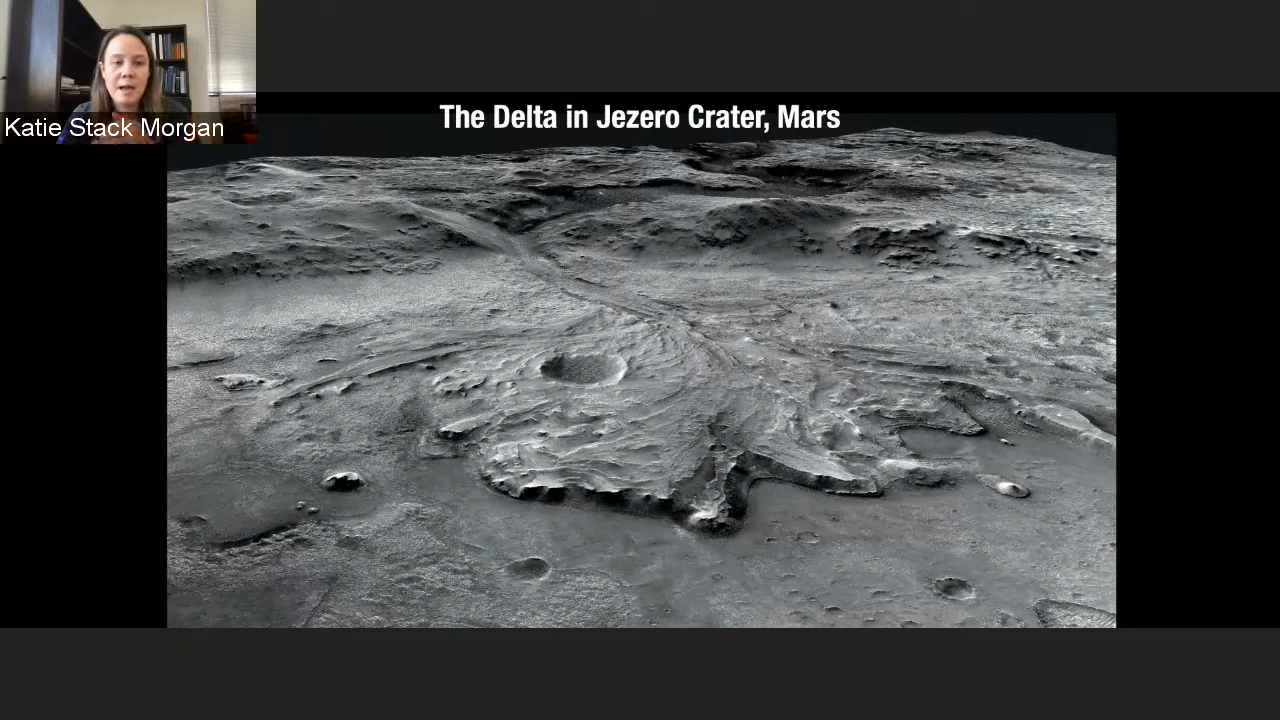 The Delta in Jezero Crater, Mars
Katie Stack Morgan